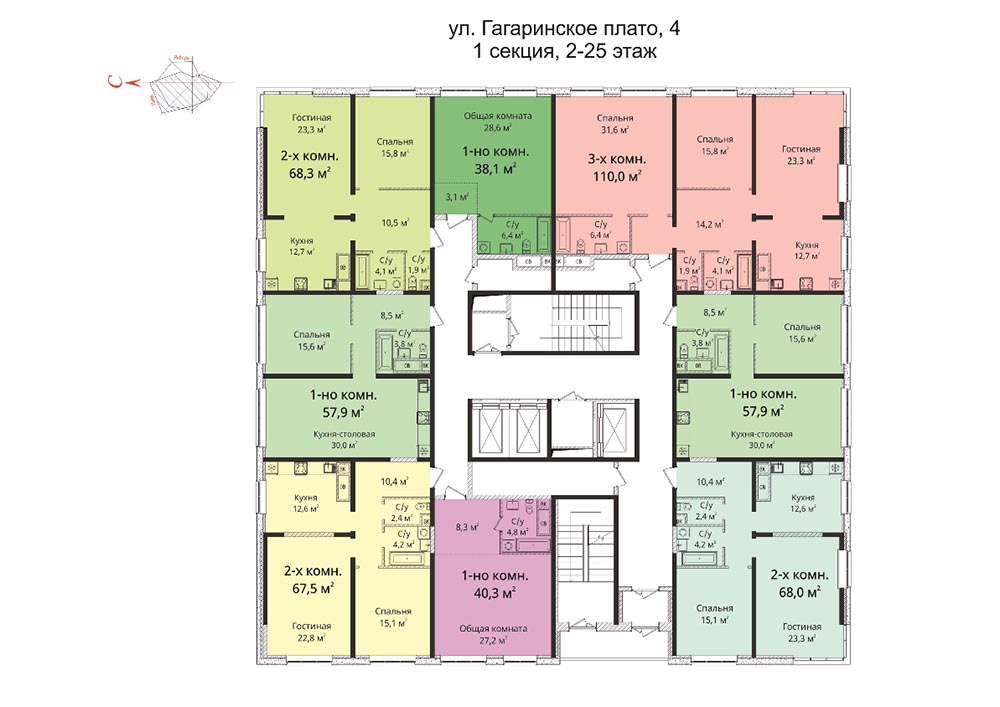 ул. Гагаринское плато, 4
1 секция, 2-25 этаж
С
Гостиная
23,3 м²
2-х комн.
68,3 м²
Кухня
12,7 м²
Спальня
15,8 м²
10,5 м²
С/у
4,1 м²
С/у
1,9 м²
Общая комната
28,6 м²
1-но комн.
38,1 м²
3,1 м²
С/у
6,4 м²
СВ
ВК
Спальня
31,6 м²
3-х комн.
110,0 м²
С/у
6,4 м²
ВК
СВ
Спальня
15,8 м²
14,2 м²
С/у
1,9 м²
С/у
4,1 м²
Гостиная
23,3 м²
Кухня
12,7 м²
8,5 м²
Спальня
15,6 м²
С/у
3,8 м²
1-но комн.
57,9 м²
Кухня-столовая
30,0 м²
8,5 м²
С/у
3,8 м²
Спальня
15,6 м²
1-но комн.
57,9 м²
Кухня-столовая
30,0 м²
Кухня
12,6 м²
10,4 м²
С/у
2,4 м²
С/у
4,2 м²
2-х комн.
67,5 м²
Гостиная
22,8 м²
Спальня
15,1 м²
8,3 м²
С/у
4,8 м²
ВК
СВ
1-но комн.
40,3 м²
Общая комната
27,2 м²
10,4 м²
С/у
2,4 м²
С/у
4,2 м²
Кухня
12,6 м²
2-х комн.
68,0 м²
Спальня
15,1 м²
Гостиная
23,3 м²